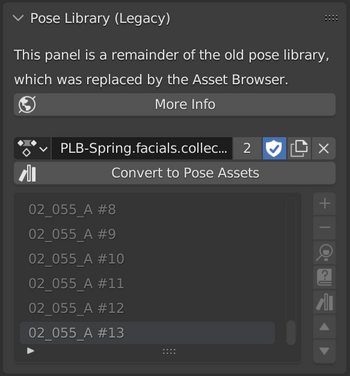 Pose Library (Legacy)
This panel is a remainder of the old pose library,
which was replaced by the Asset Browser.
More Info
PLB-Spring.facials.collec... 2
Convert to Pose Assets
02_055_A #8
02_055_A #9
02_055_A #10
02_055_A #11
02_055_A #12
02_055_A #13